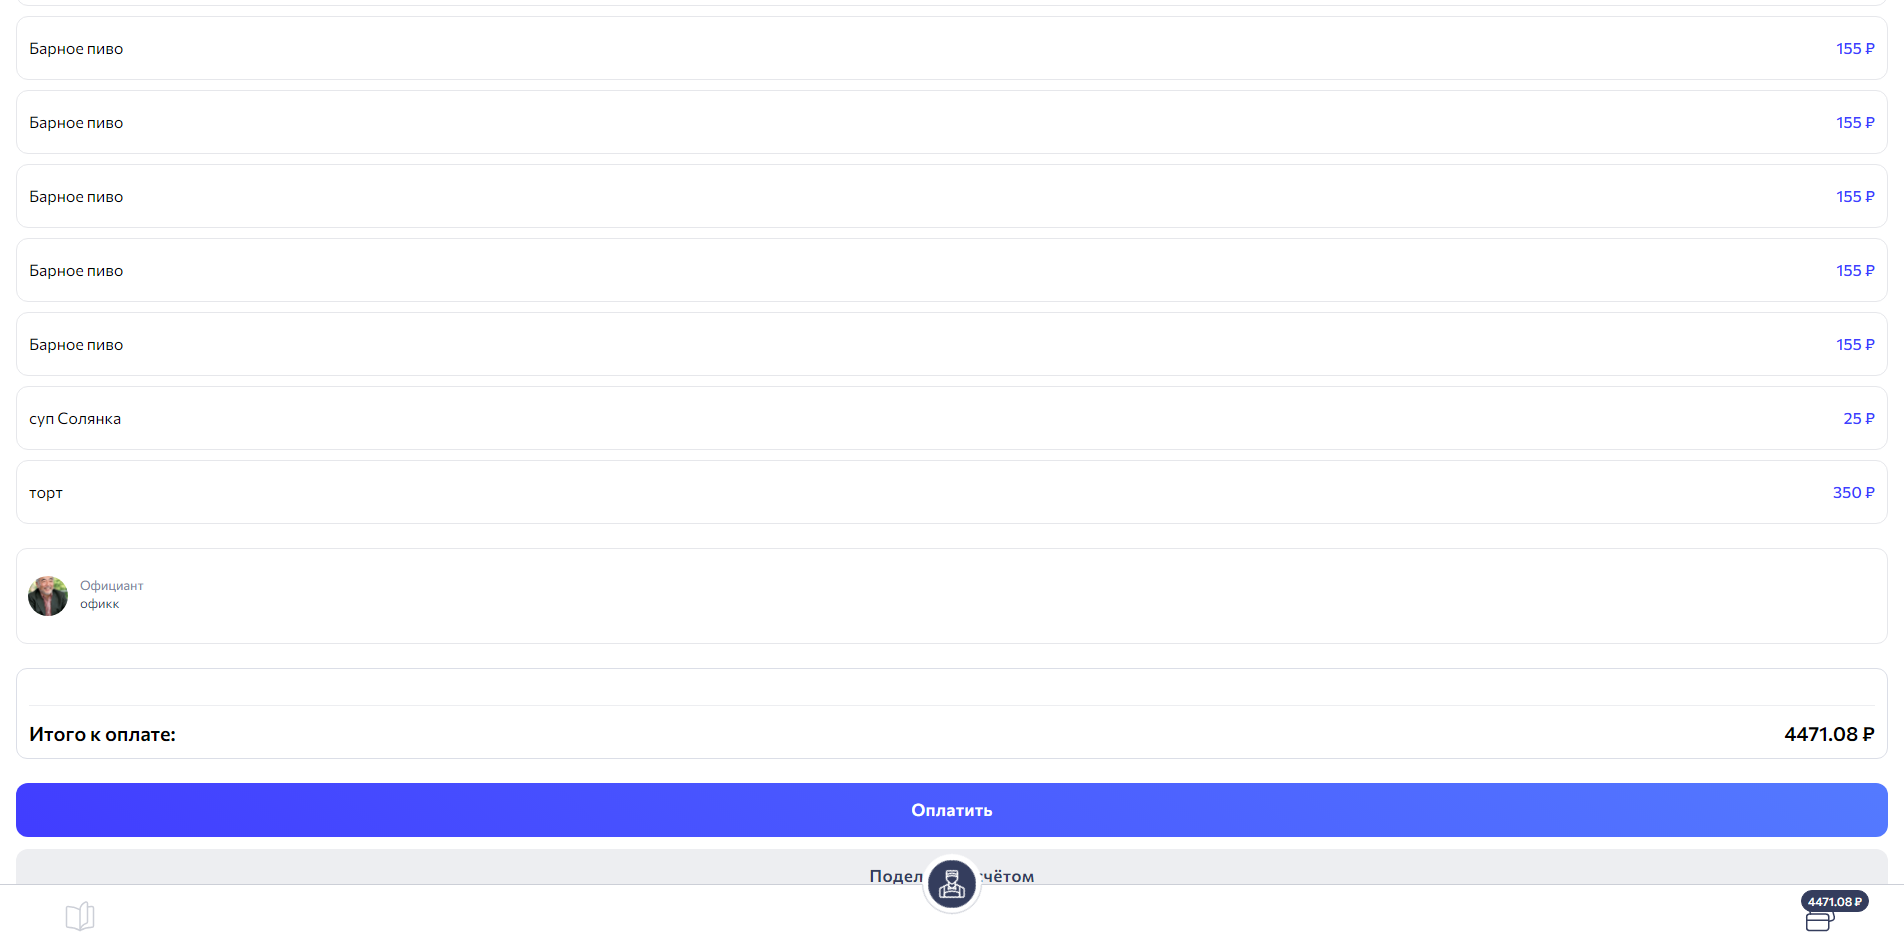 Барное пиво 155 ₽
Барное пиво 155 ₽
Барное пиво 155 ₽
Барное пиво 155 ₽
Барное пиво 155 ₽
суп Солянка 25 ₽
торт 350 ₽
Официант
офикк
Итого к оплате: 4471.08 ₽
Оплатить
Подел чётом
4471.08 ₽